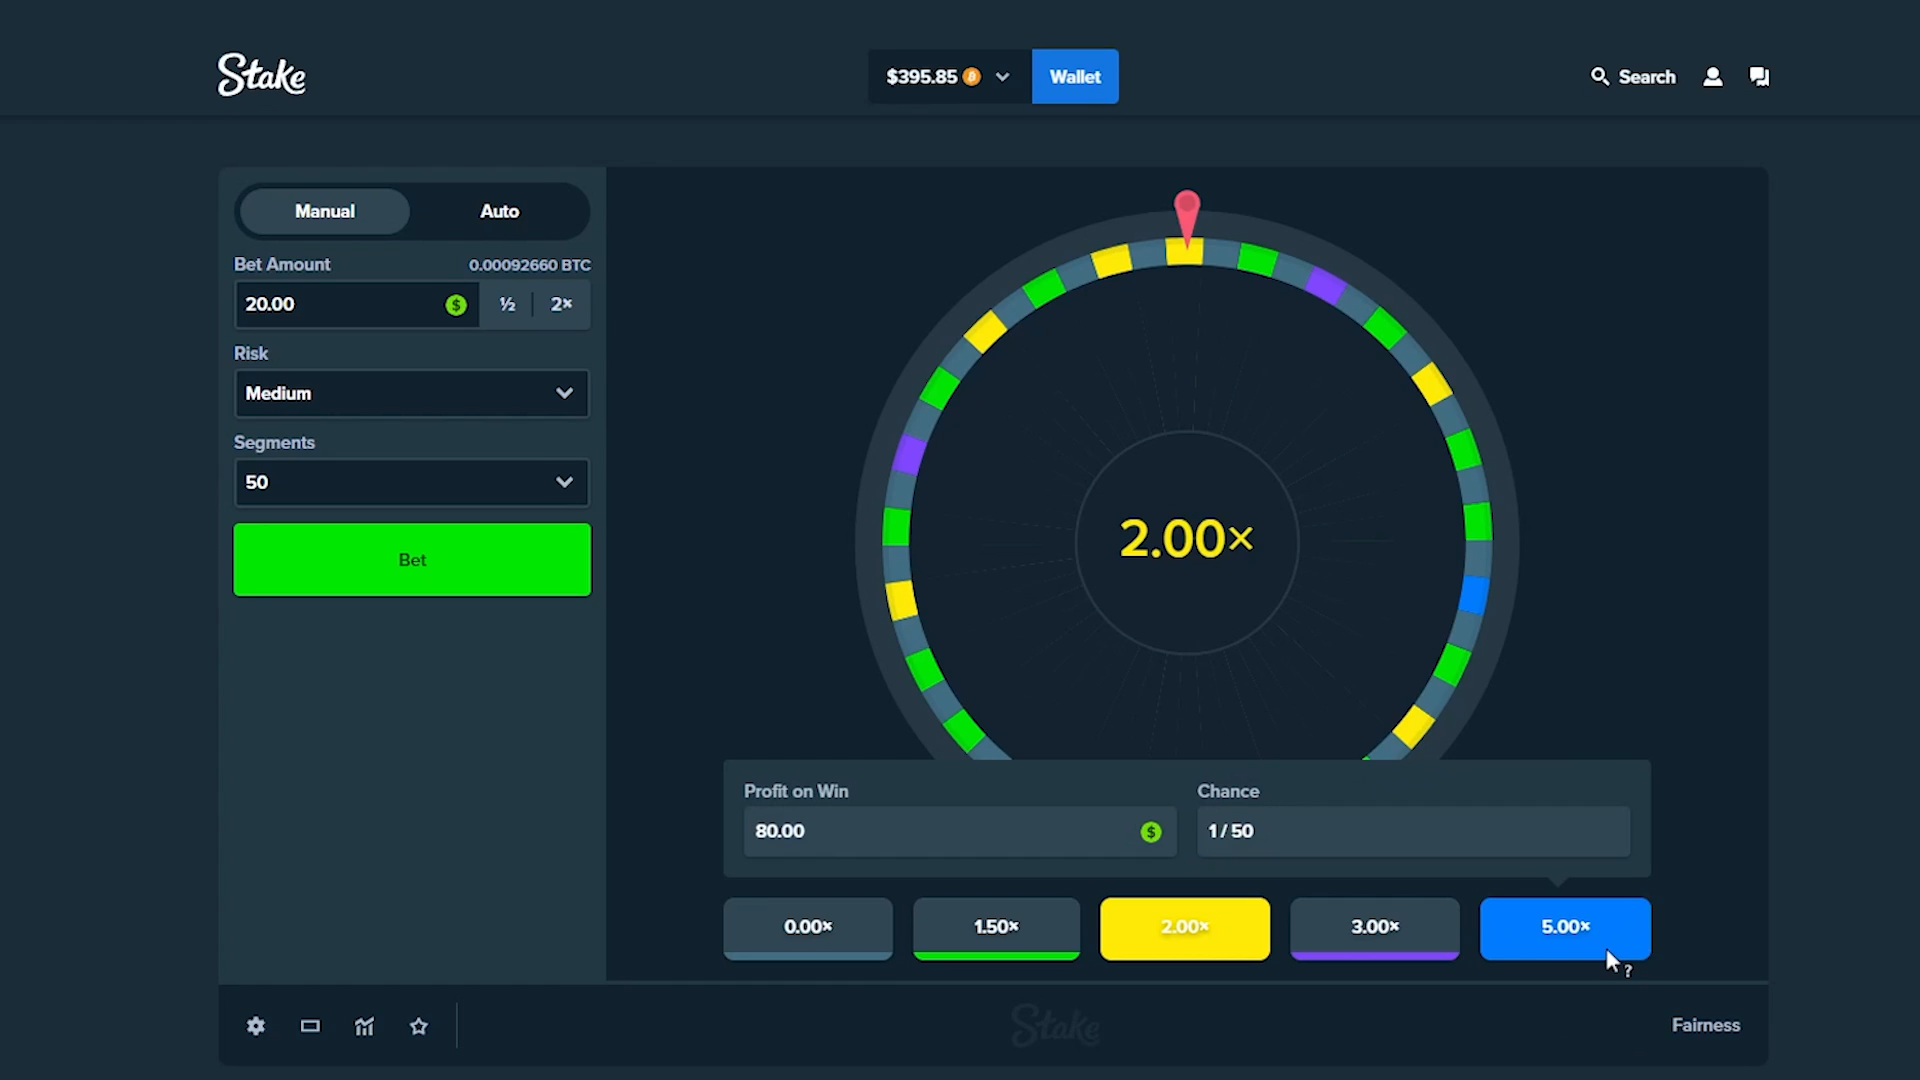 Stake
$395.85
Wallet
Search
Manual
Auto
Bet Amount
0.00092660 BTC
20.00
$
½
2×
Risk
Medium
Segments
50
Bet
2.00×
Profit on Win
Chance
80.00
$
1 / 50
0.00×
1.50×
2.00×
3.00×
5.00×
?
Stake
Fairness